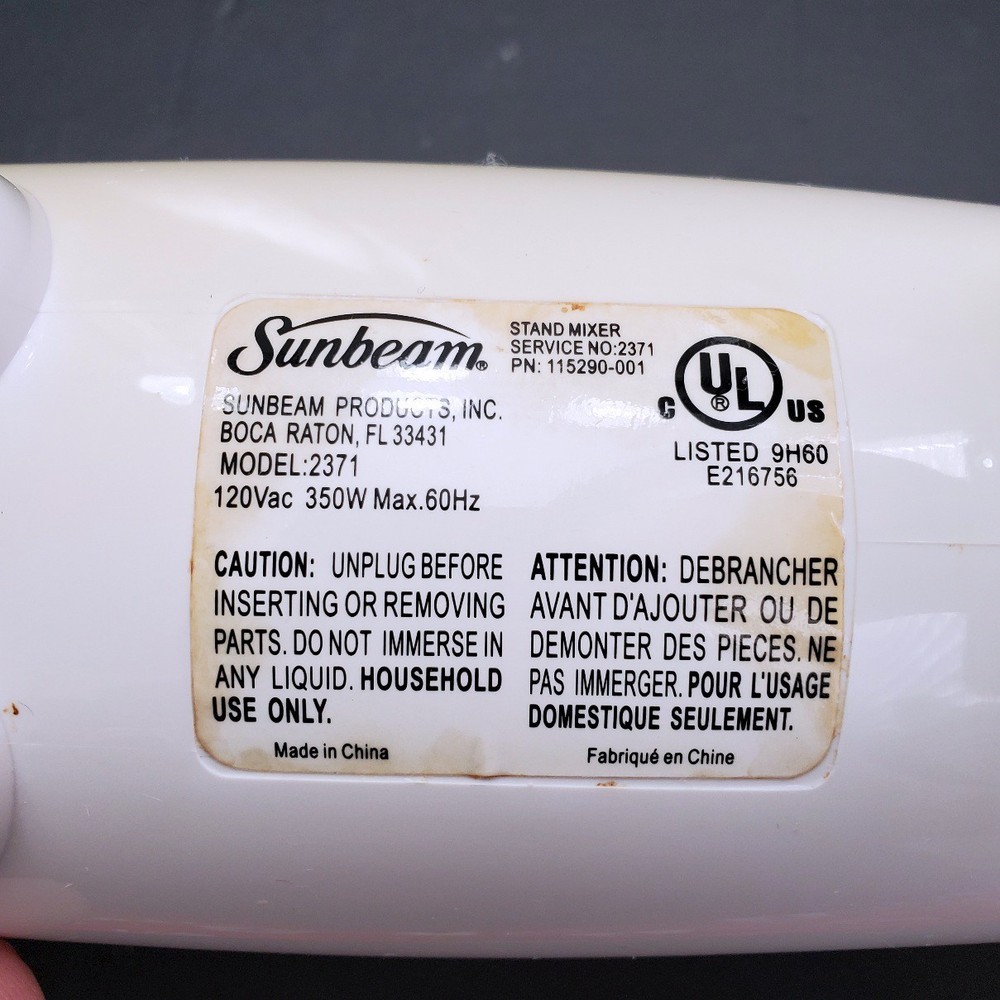 Sunbeam®
STAND MIXER
SERVICE NO:2371
PN: 115290-001
SUNBEAM PRODUCTS, INC.
BOCA RATON, FL 33431
MODEL:2371
120Vac 350W Max.60Hz
C UL® US
LISTED 9H60
E216756
CAUTION: UNPLUG BEFORE
INSERTING OR REMOVING
PARTS. DO NOT IMMERSE IN
ANY LIQUID. HOUSEHOLD
USE ONLY.
Made in China
ATTENTION: DEBRANCHER
AVANT D'AJOUTER OU DE
DEMONTER DES PIECES. NE
PAS IMMERGER. POUR L'USAGE
DOMESTIQUE SEULEMENT.
Fabriqué en Chine